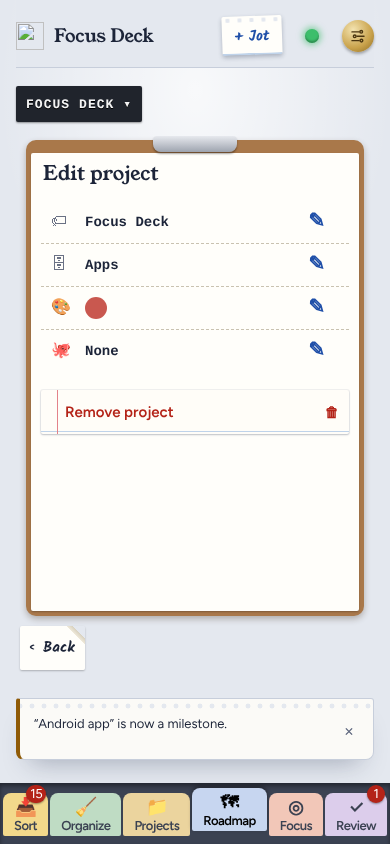 Focus Deck
+ Jot
FOCUS DECK ▾
Edit project
Focus Deck
Apps
None
Remove project
‹ Back
“Android app” is now a milestone.
×
15
1
Sort
Organize
Projects
Roadmap
Focus
Review